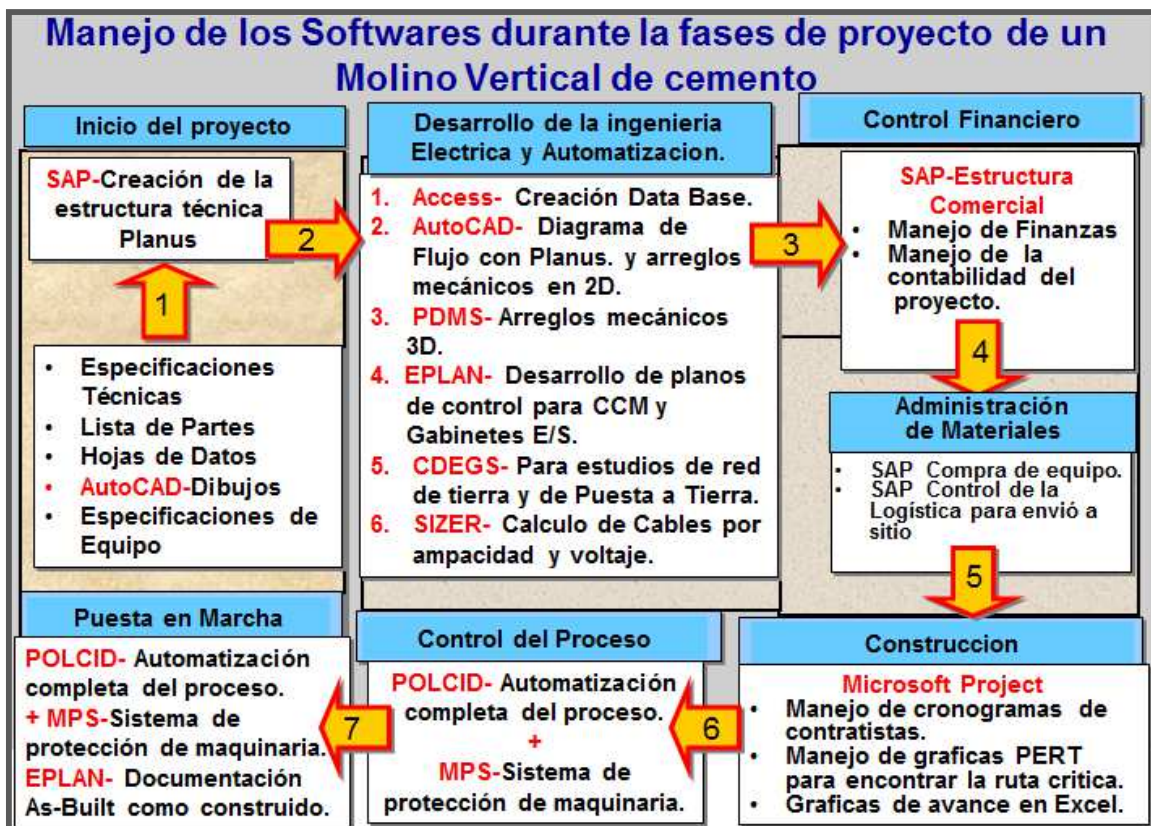 Manejo de los Softwares durante la fases de proyecto de un
Molino Vertical de cemento
Inicio del proyecto
SAP-Creación de la
estructura técnica
Planus
1
• Especificaciones
Técnicas
• Lista de Partes
• Hojas de Datos
• AutoCAD-Dibujos
• Especificaciones de
Equipo
2
Desarrollo de la ingenieria
Electrica y Automatizacion.
1. Access- Creación Data Base.
2. AutoCAD- Diagrama de
Flujo con Planus. y arreglos
mecánicos en 2D.
3. PDMS- Arreglos mecánicos
3D.
4. EPLAN- Desarrollo de planos
de control para CCM y
Gabinetes E/S.
5. CDEGS- Para estudios de red
de tierra y de Puesta a Tierra.
6. SIZER- Calculo de Cables por
ampacidad y voltaje.
3
Control Financiero
SAP-Estructura
Comercial
• Manejo de Finanzas
• Manejo de la
contabilidad del
proyecto.
4
Administración
de Materiales
• SAP Compra de equipo.
• SAP Control de la
Logística para envió a
sitio
5
Construccion
Microsoft Project
• Manejo de cronogramas de
contratistas.
• Manejo de graficas PERT
para encontrar la ruta critica.
• Graficas de avance en Excel.
6
Control del Proceso
POLCID- Automatización
completa del proceso.
+
MPS-Sistema de
protección de maquinaria.
7
Puesta en Marcha
POLCID- Automatización
completa del proceso.
+ MPS-Sistema de
protección de maquinaria.
EPLAN- Documentación
As-Built como construido.